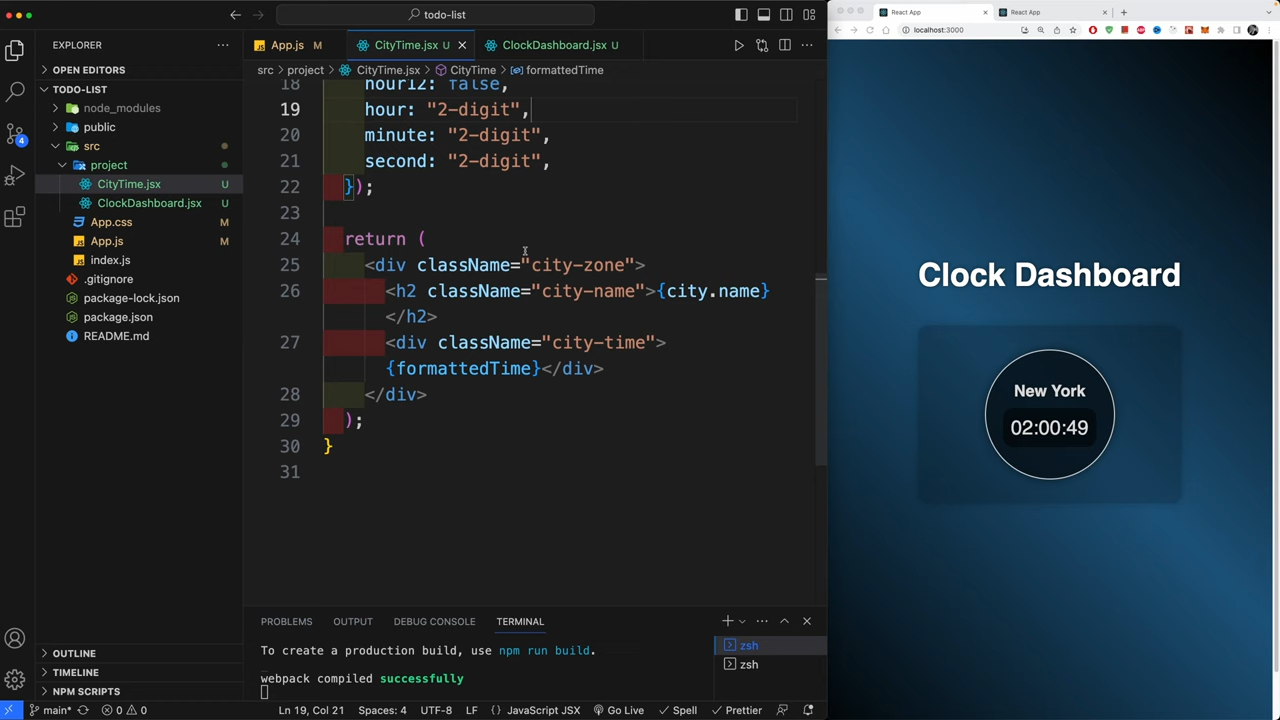 todo-list
EXPLORER
App.js M
CityTime.jsx U
ClockDashboard.jsx U
src project CityTime.jsx CityTime formattedTime
OPEN EDITORS
TODO-LIST
node_modules
public
src
project
CityTime.jsx U
ClockDashboard.jsx U
App.css M
App.js M
index.js
.gitignore
package-lock.json
package.json
README.md
OUTLINE
TIMELINE
NPM SCRIPTS
4
18 hour12: false,
19 hour: "2-digit",
20 minute: "2-digit",
21 second: "2-digit",
22 });
23
24 return (
25 <div className="city-zone">
26 <h2 className="city-name">{city.name}
</h2>
27 <div className="city-time">
{formattedTime}</div>
28 </div>
29 );
30 }
31
PROBLEMS OUTPUT DEBUG CONSOLE TERMINAL
To create a production build, use npm run build.
webpack compiled successfully
zsh
zsh
main* 0 0 Ln 19, Col 21 Spaces: 4 UTF-8 LF {} JavaScript JSX Go Live Spell Prettier
React App
React App
localhost:3000
Clock Dashboard
New York
02:00:49